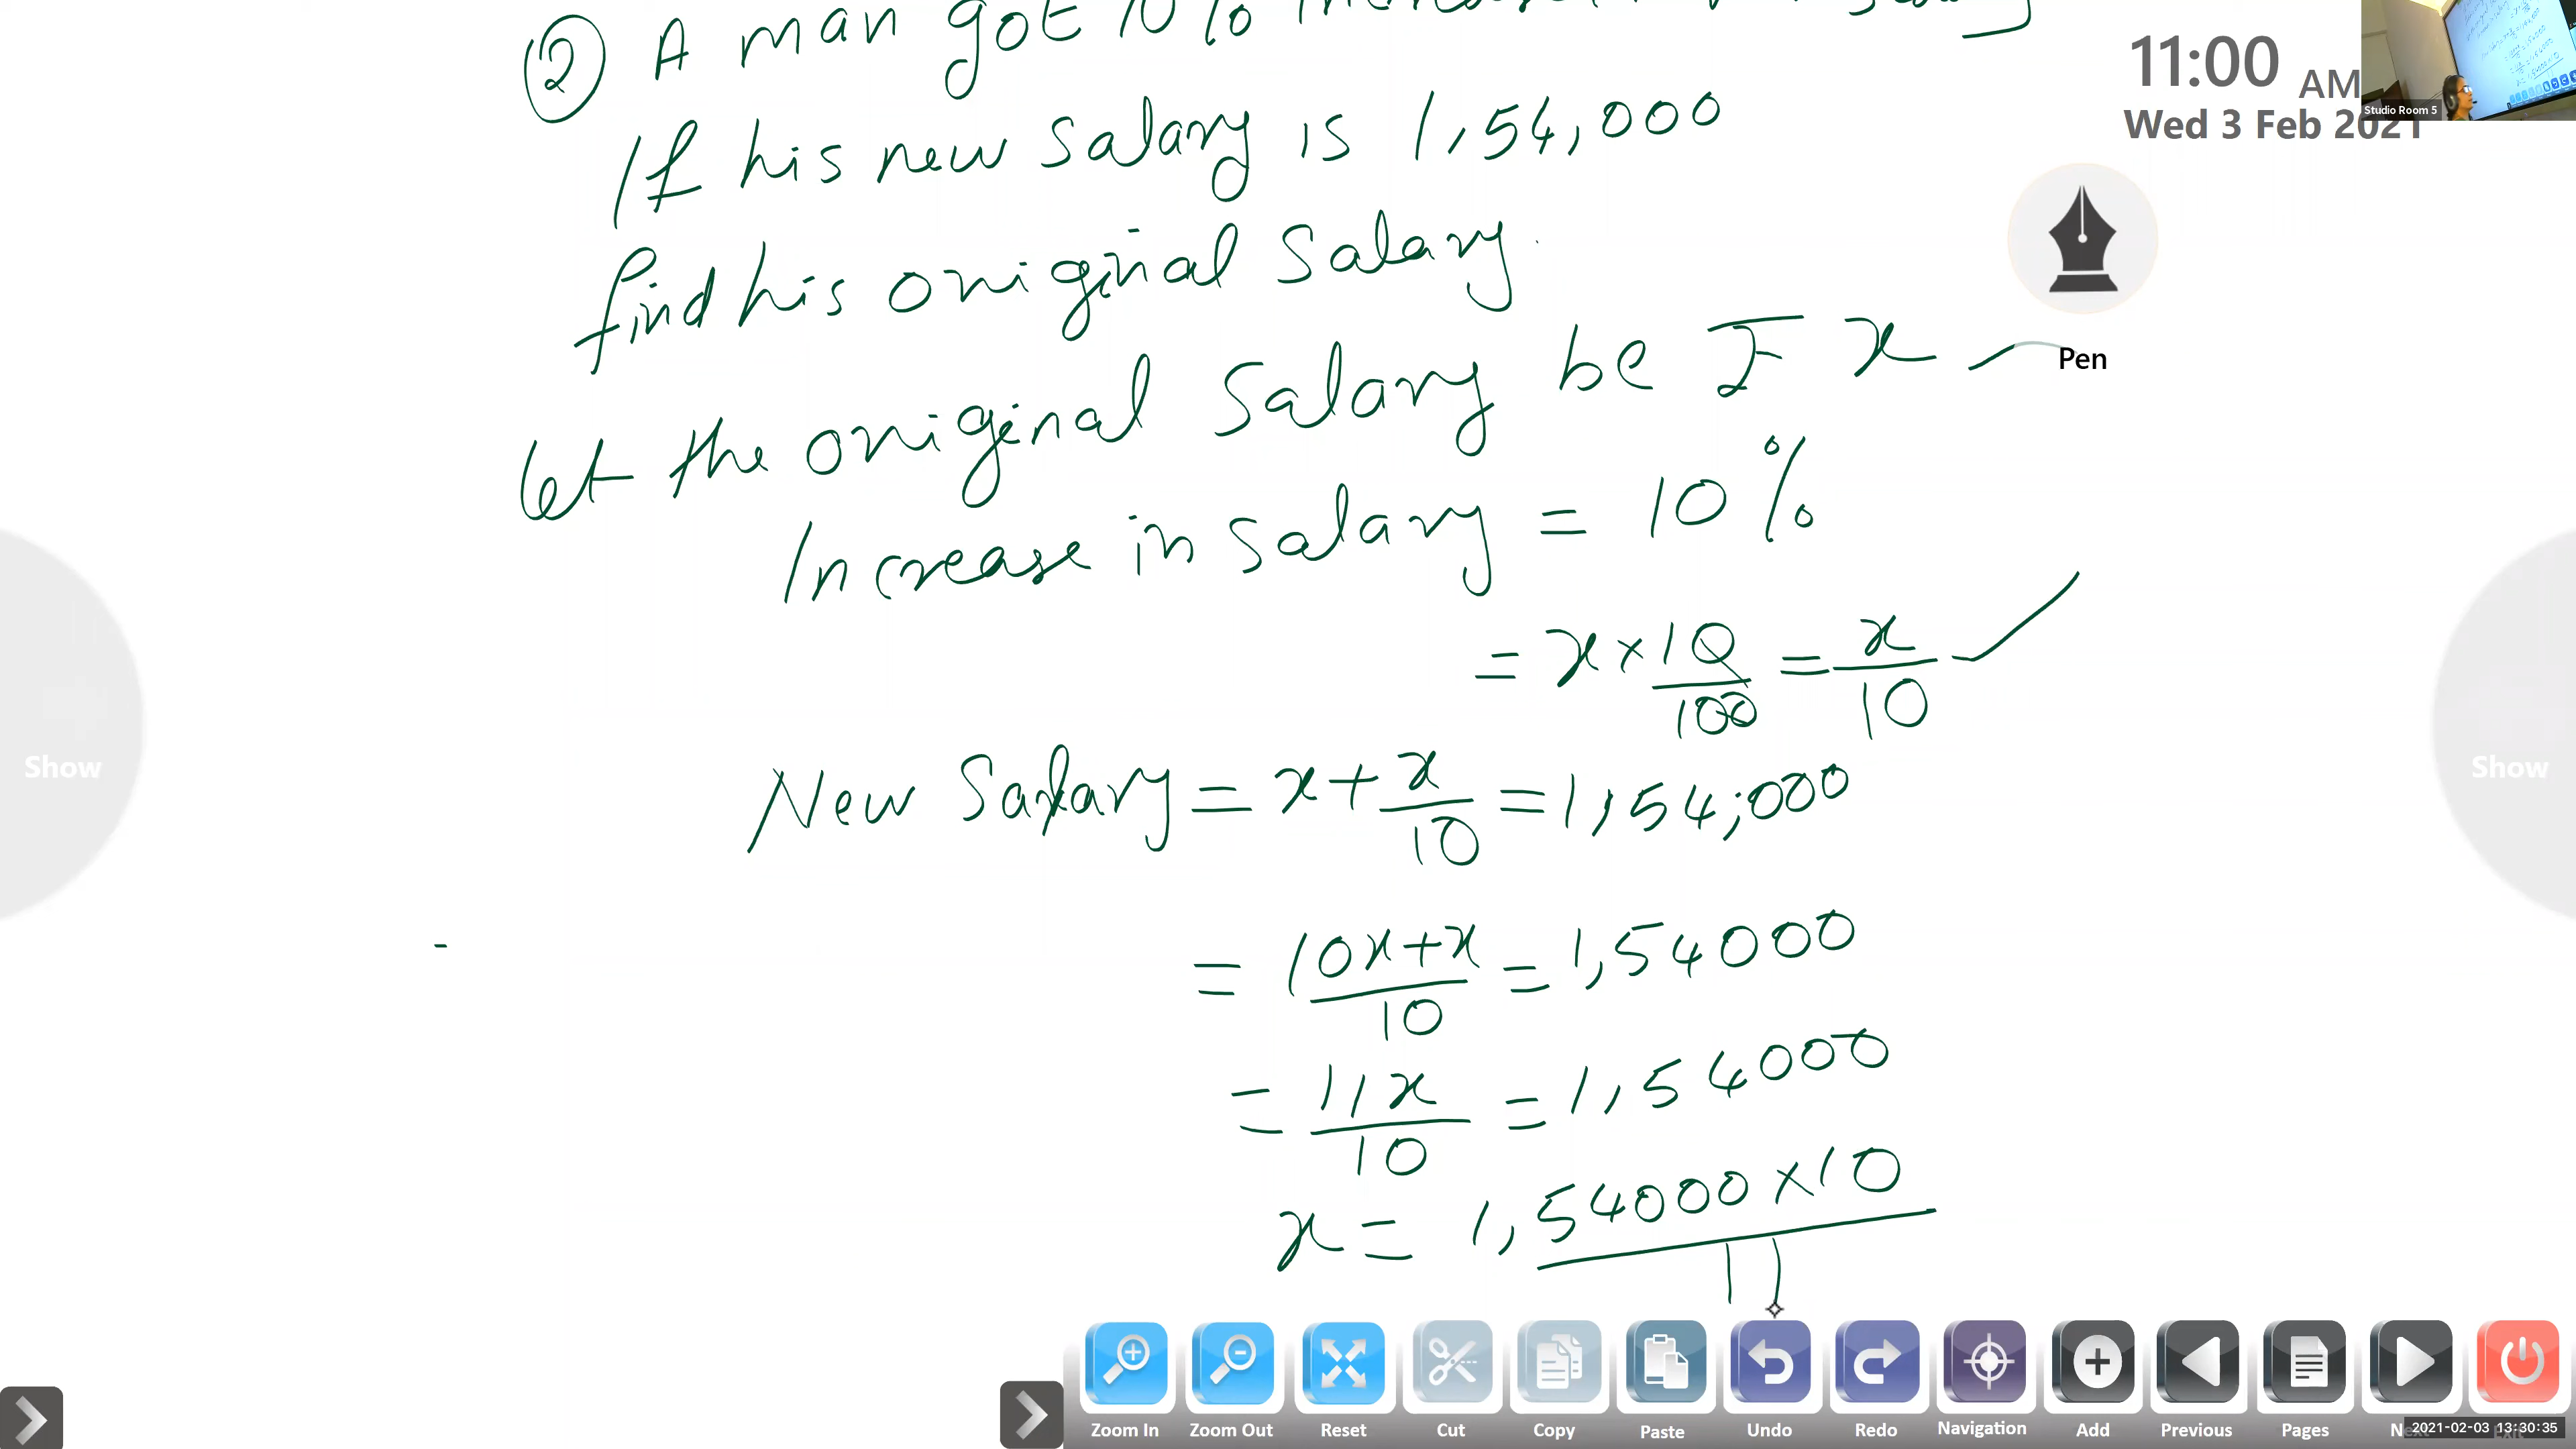 ② A man got 10% increase
If his new salary is 1,54,000
find his original salary.
Let the original salary be ₹ x
Increase in salary = 10%
= x × 10/100 = x/10
New Salary = x + x/10 = 1,54,000
= 10x+x/10 = 1,54000
= 11x/10 = 1,54000
x = 1,54000 × 10/11
11:00 AM
Wed 3 Feb 2021
Studio Room 5
Pen
Show
Show
Zoom In Zoom Out Reset Cut Copy Paste Undo Redo Navigation Add Previous Pages
2021-02-03 13:30:35